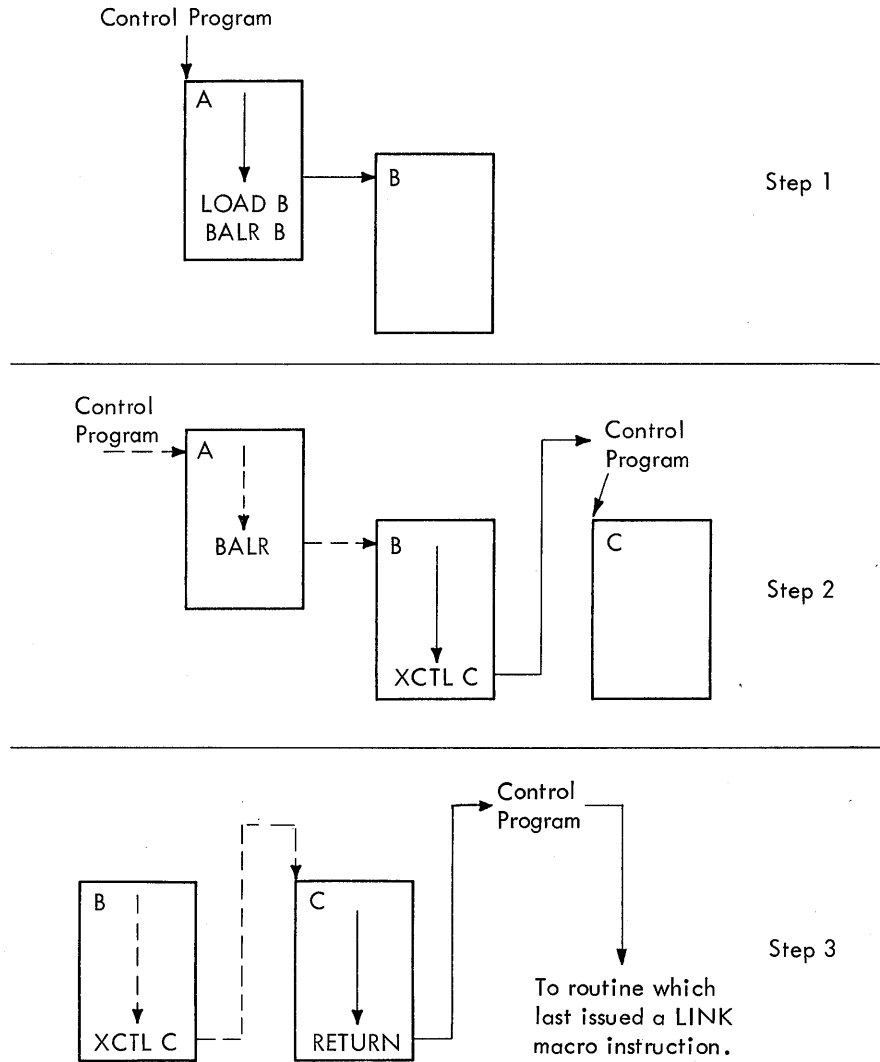 Control Program
A
LOAD B
BALR B
B
Step 1
Control
Program
A
BALR
B
XCTL C
Control
Program
C
Step 2
B
XCTL C
C
RETURN
Control
Program
To routine which
last issued a LINK
macro instruction.
Step 3